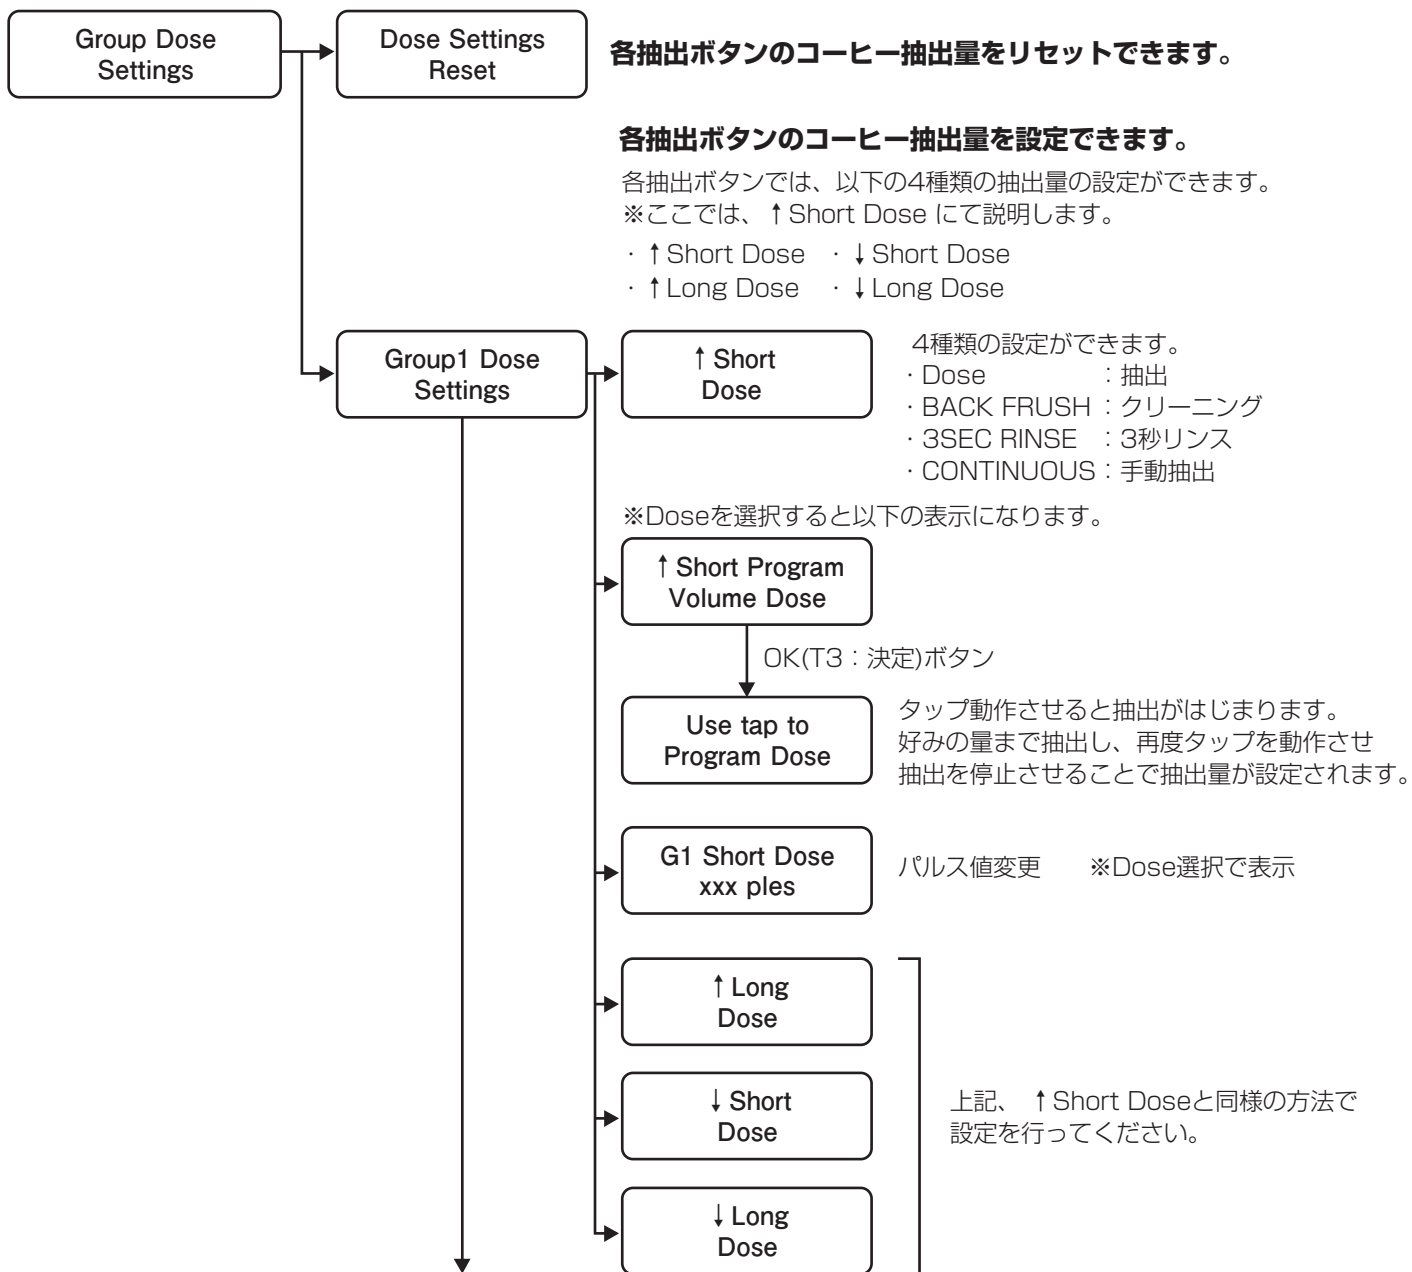 Group Dose
Settings
Dose Settings
Reset
各抽出ボタンのコーヒー抽出量をリセットできます。
各抽出ボタンのコーヒー抽出量を設定できます。
各抽出ボタンでは、以下の4種類の抽出量の設定ができます。
※ここでは、↑Short Dose にて説明します。
・↑Short Dose ・↓Short Dose
・↑Long Dose ・↓Long Dose
Group1 Dose
Settings
↑Short
Dose
4種類の設定ができます。
・Dose ：抽出
・BACK FRUSH：クリーニング
・3SEC RINSE ：3秒リンス
・CONTINUOUS：手動抽出
※Doseを選択すると以下の表示になります。
↑Short Program
Volume Dose
OK(T3：決定)ボタン
Use tap to
Program Dose
タップ動作させると抽出がはじまります。
好みの量まで抽出し、再度タップを動作させ
抽出を停止させることで抽出量が設定されます。
G1 Short Dose
xxx ples
パルス値変更 ※Dose選択で表示
↑Long
Dose
↓Short
Dose
上記、↑Short Doseと同様の方法で
設定を行ってください。
↓Long
Dose